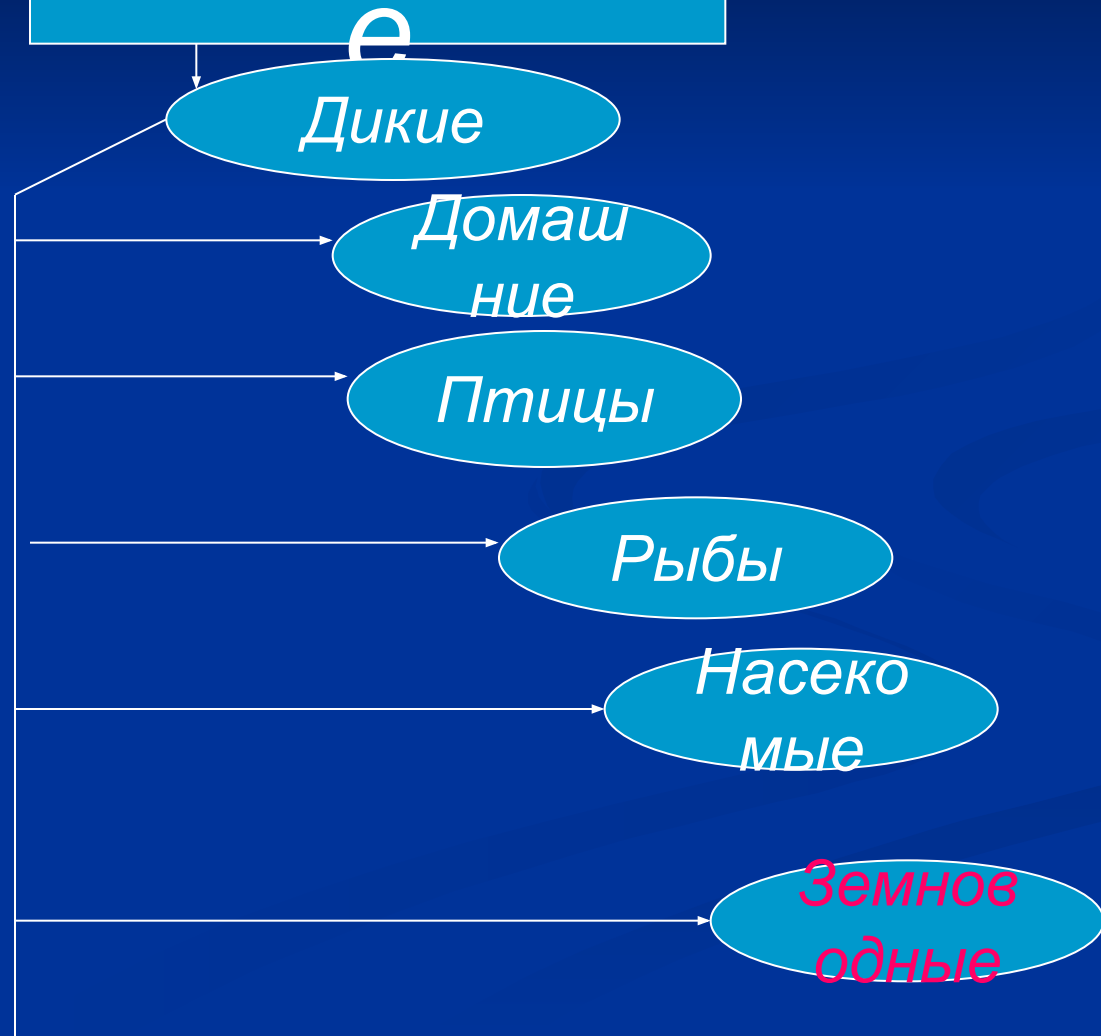 е
Дикие
Домаш
ние
Птицы
Рыбы
Насеко
мые
Земнов
одные